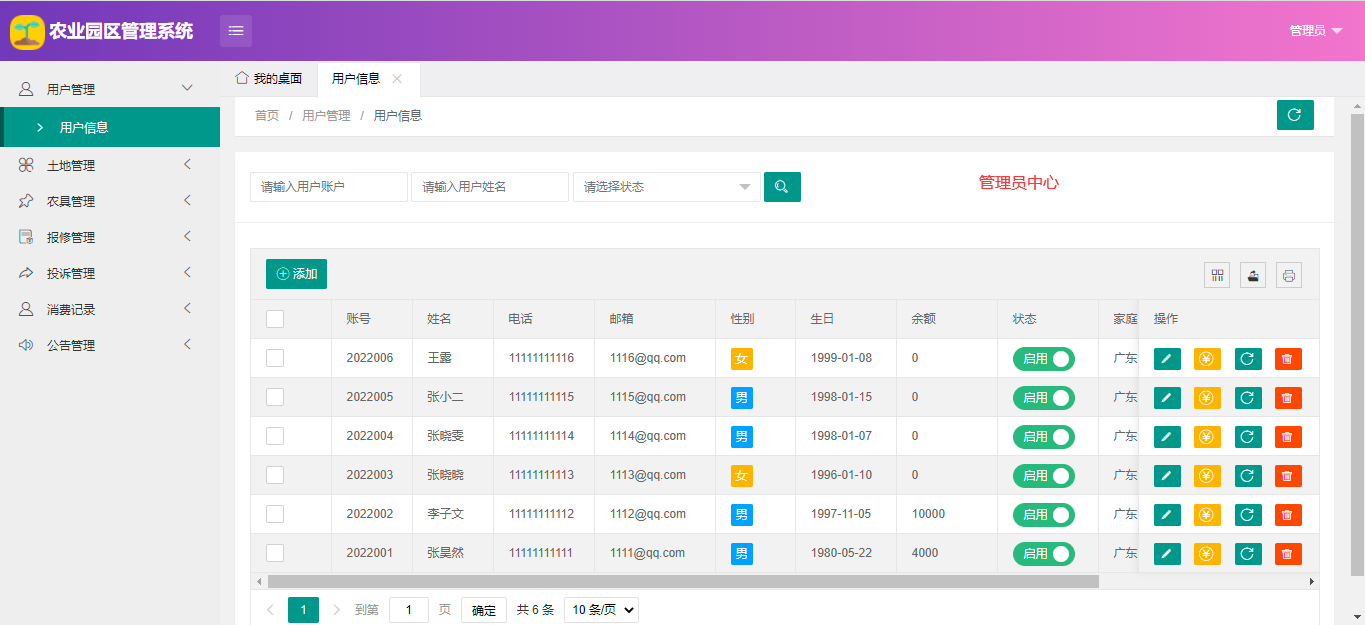 农业园区管理系统
管理员
用户管理
用户信息
土地管理
农具管理
报修管理
投诉管理
消费记录
公告管理
我的桌面 用户信息
首页 / 用户管理 / 用户信息
请输入用户账户 请输入用户姓名 请选择状态
管理员中心
添加
账号 姓名 电话 邮箱 性别 生日 余额 状态 家庭 操作
2022006 王露 11111111116 1116@qq.com 女 1999-01-08 0 启用 广东
2022005 张小二 11111111115 1115@qq.com 男 1998-01-15 0 启用 广东
2022004 张晓雯 11111111114 1114@qq.com 男 1998-01-07 0 启用 广东
2022003 张晓晓 11111111113 1113@qq.com 女 1996-01-10 0 启用 广东
2022002 李子文 11111111112 1112@qq.com 男 1997-11-05 10000 启用 广东
2022001 张昊然 11111111111 1111@qq.com 男 1980-05-22 4000 启用 广东
1 到第 1 页 确定 共 6 条 10 条/页